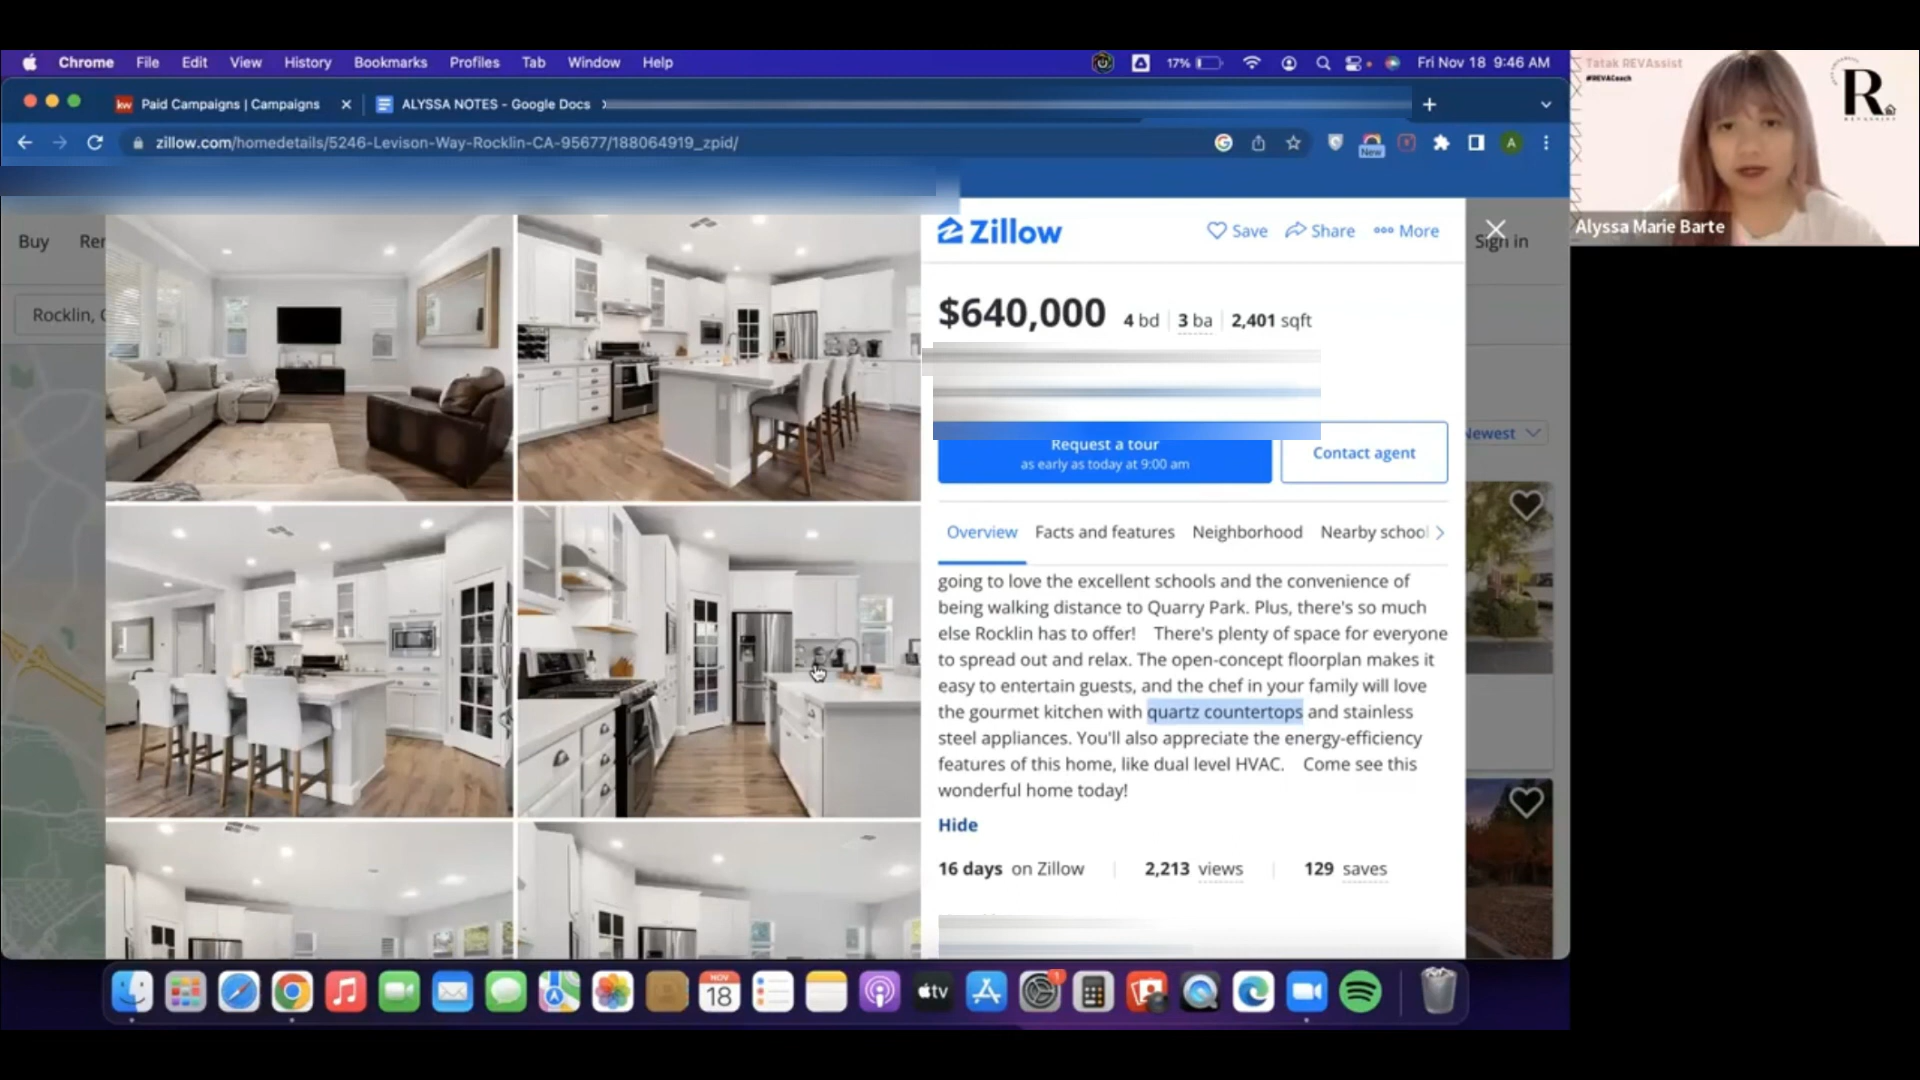 Chrome File Edit View History Bookmarks Profiles Tab Window Help 17% Fri Nov 18 9:46 AM
Paid Campaigns | Campaigns ALYSSA NOTES - Google Docs
zillow.com/homedetails/5246-Levison-Way-Rocklin-CA-95677/188064919_zpid/
New
A
Tatak REVAssist
#REVACoach
R
REVASSIST
Alyssa Marie Barte
Buy
Sign in
Rocklin,
Newest
Zillow
Save Share More
$640,000 4 bd 3 ba 2,401 sqft
Request a tour
as early as today at 9:00 am
Contact agent
Overview Facts and features Neighborhood Nearby school
going to love the excellent schools and the convenience of
being walking distance to Quarry Park. Plus, there's so much
else Rocklin has to offer! There's plenty of space for everyone
to spread out and relax. The open-concept floorplan makes it
easy to entertain guests, and the chef in your family will love
the gourmet kitchen with quartz countertops and stainless
steel appliances. You'll also appreciate the energy-efficiency
features of this home, like dual level HVAC. Come see this
wonderful home today!
Hide
16 days on Zillow 2,213 views 129 saves
NOV
18
tv
1